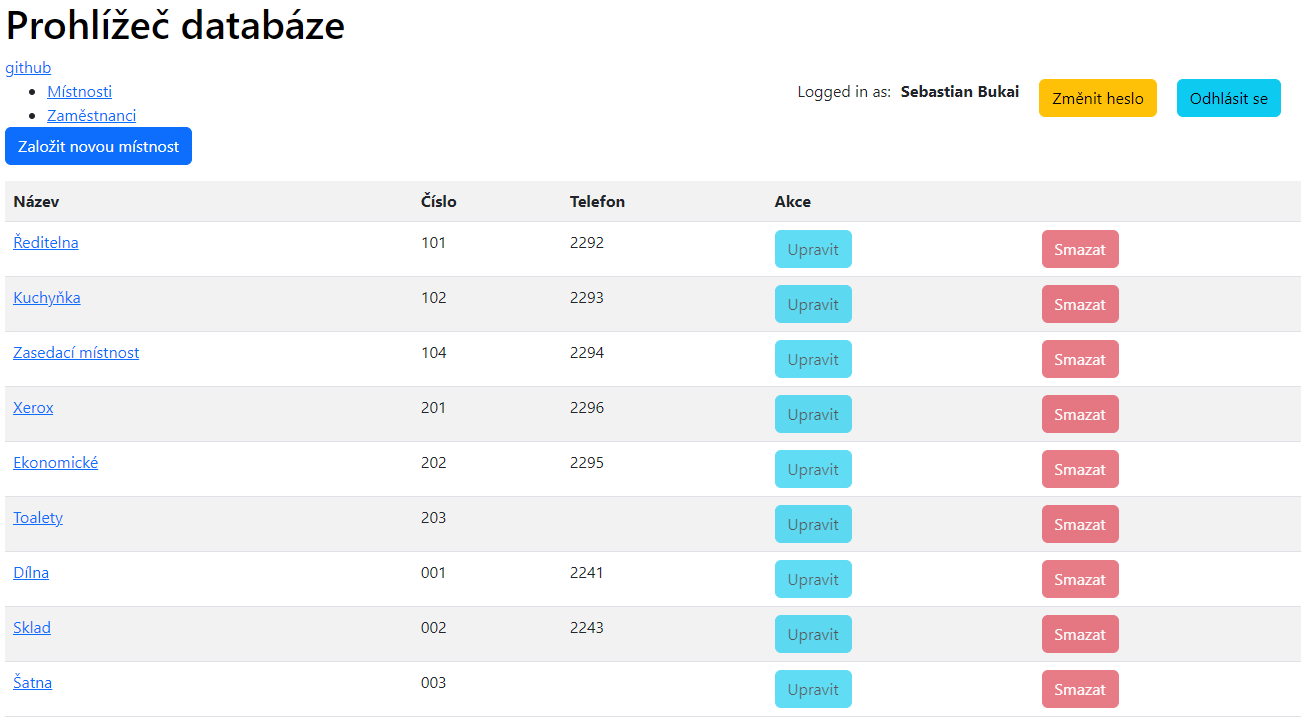 Prohlížeč databáze
github
Místnosti
Zaměstnanci
Logged in as: Sebastian Bukai Změnit heslo Odhlásit se
Založit novou místnost
Název Číslo Telefon Akce
Ředitelna 101 2292 Upravit Smazat
Kuchyňka 102 2293 Upravit Smazat
Zasedací místnost 104 2294 Upravit Smazat
Xerox 201 2296 Upravit Smazat
Ekonomické 202 2295 Upravit Smazat
Toalety 203 Upravit Smazat
Dílna 001 2241 Upravit Smazat
Sklad 002 2243 Upravit Smazat
Šatna 003 Upravit Smazat